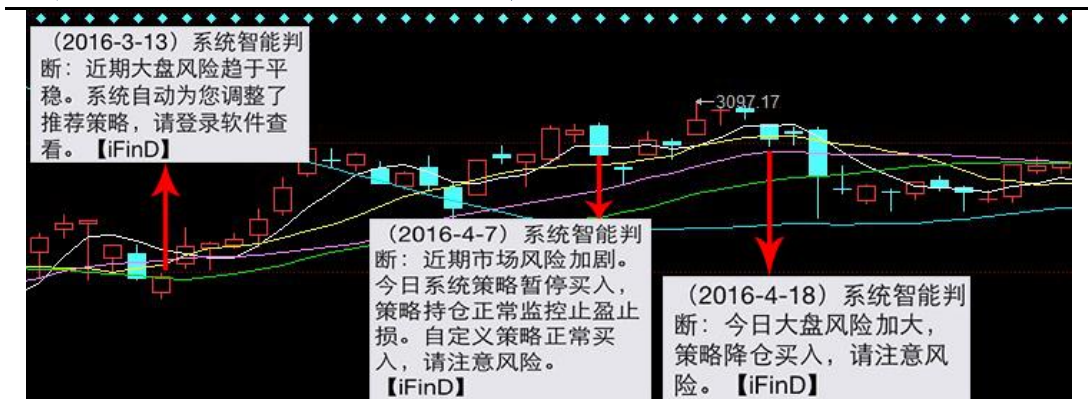 （2016-3-13）系统智能判
断：近期大盘风险趋于平
稳。系统自动为您调整了
推荐策略，请登录软件查
看。【iFinD】
3097.17
（2016-4-7）系统智能判
断：近期市场风险加剧。
今日系统策略暂停买入，
策略持仓正常监控止盈止
损。自定义策略正常买
入，请注意风险。
【iFinD】
（2016-4-18）系统智能判
断：今日大盘风险加大，
策略降仓买入，请注意风
险。【iFinD】